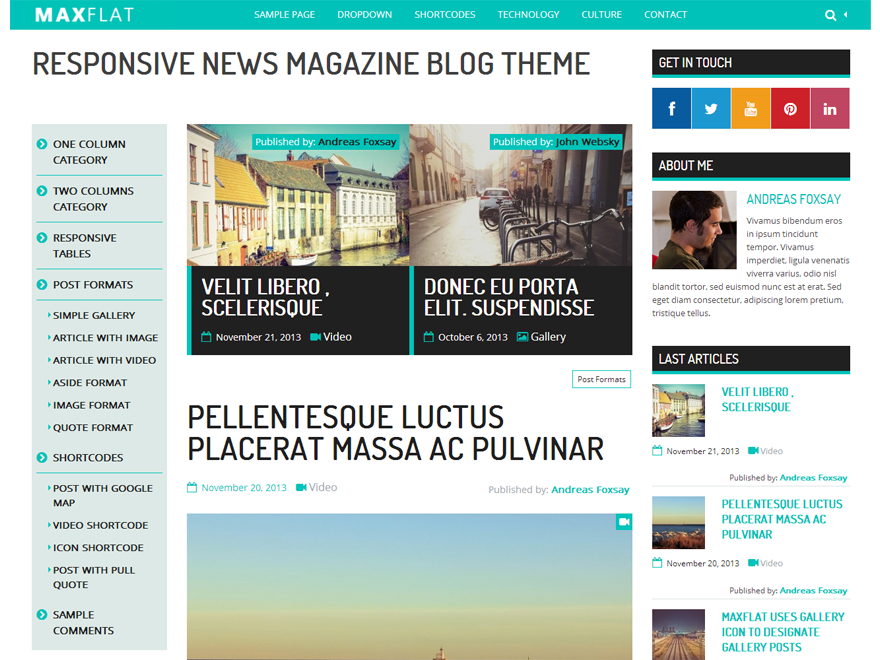 MAXFLAT
SAMPLE PAGE
DROPDOWN
SHORTCODES
TECHNOLOGY
CULTURE
CONTACT
RESPONSIVE NEWS MAGAZINE BLOG THEME
ONE COLUMN
CATEGORY
TWO COLUMNS
CATEGORY
RESPONSIVE
TABLES
POST FORMATS
SIMPLE GALLERY
ARTICLE WITH IMAGE
ARTICLE WITH VIDEO
ASIDE FORMAT
IMAGE FORMAT
QUOTE FORMAT
SHORTCODES
POST WITH GOOGLE
MAP
VIDEO SHORTCODE
ICON SHORTCODE
POST WITH PULL
QUOTE
SAMPLE
COMMENTS
Published by: Andreas Foxsay
VELIT LIBERO ,
SCELERISQUE
November 21, 2013 Video
Published by: John Websky
DONEC EU PORTA
ELIT. SUSPENDISSE
October 6, 2013 Gallery
Post Formats
PELLENTESQUE LUCTUS
PLACERAT MASSA AC PULVINAR
November 20, 2013 Video
Published by: Andreas Foxsay
GET IN TOUCH
f
You Tube
in
ABOUT ME
ANDREAS FOXSAY
Vivamus bibendum eros
in ipsum tincidunt
tempor. Vivamus
imperdiet, ligula venenatis
viverra varius, odio nisl
blandit tortor, sed euismod nunc est at erat. Sed
eget diam consectetur, adipiscing lorem pretium,
tristique tellus.
LAST ARTICLES
VELIT LIBERO ,
SCELERISQUE
November 21, 2013 Video
Published by: Andreas Foxsay
PELLENTESQUE LUCTUS
PLACERAT MASSA AC
PULVINAR
November 20, 2013 Video
Published by: Andreas Foxsay
MAXFLAT USES GALLERY
ICON TO DESIGNATE
GALLERY POSTS